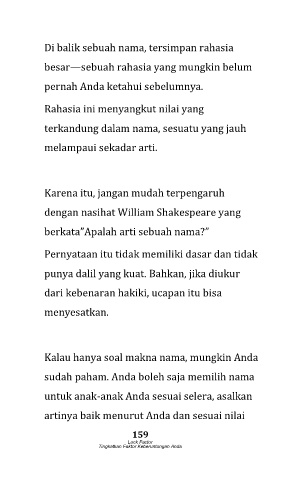 Di balik sebuah nama, tersimpan rahasia
besar—sebuah rahasia yang mungkin belum
pernah Anda ketahui sebelumnya.
Rahasia ini menyangkut nilai yang
terkandung dalam nama, sesuatu yang jauh
melampaui sekadar arti.
Karena itu, jangan mudah terpengaruh
dengan nasihat William Shakespeare yang
berkata"Apalah arti sebuah nama?"
Pernyataan itu tidak memiliki dasar dan tidak
punya dalil yang kuat. Bahkan, jika diukur
dari kebenaran hakiki, ucapan itu bisa
menyesatkan.
Kalau hanya soal makna nama, mungkin Anda
sudah paham. Anda boleh saja memilih nama
untuk anak-anak Anda sesuai selera, asalkan
artinya baik menurut Anda dan sesuai nilai
159
Luck Factor
Tingkatkan Faktor Keberuntungan Anda